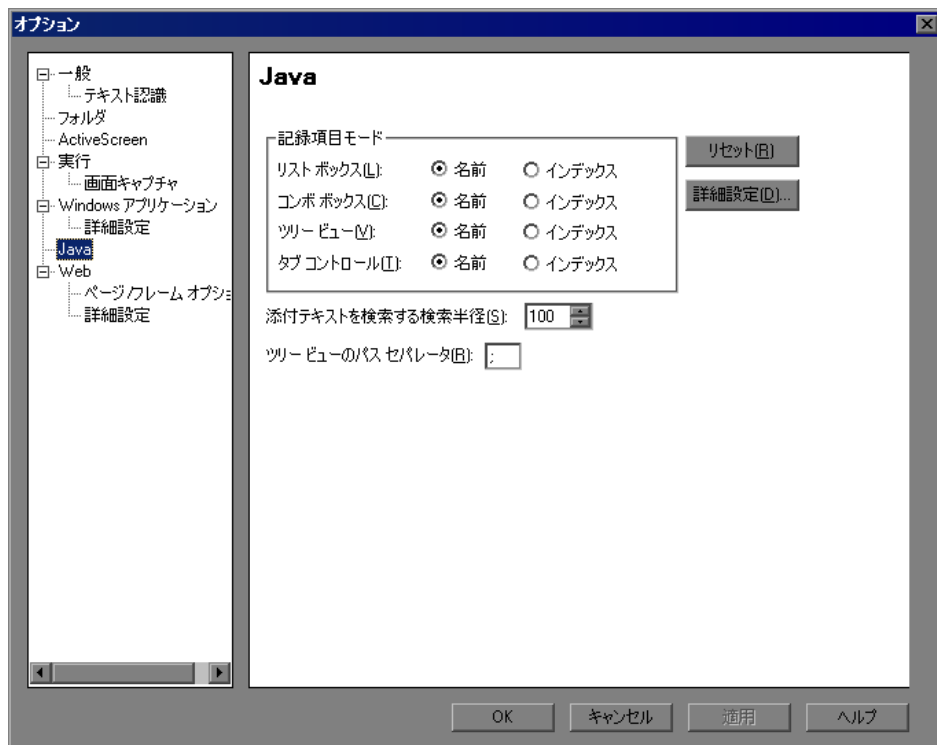 オプション
一般
テキスト認識
フォルダ
ActiveScreen
実行
画面キャプチャ
Windows アプリケーション
詳細設定
Java
Web
ページ/フレーム オプショ
詳細設定
Java
記録項目モード
リスト ボックス(L): 名前 インデックス
コンボ ボックス(C): 名前 インデックス
ツリー ビュー(V): 名前 インデックス
タブ コントロール(T): 名前 インデックス
リセット(R)
詳細設定(D)...
添付テキストを検索する検索半径(S): 100
ツリー ビューのパス セパレータ(R): ;
OK キャンセル 適用 ヘルプ